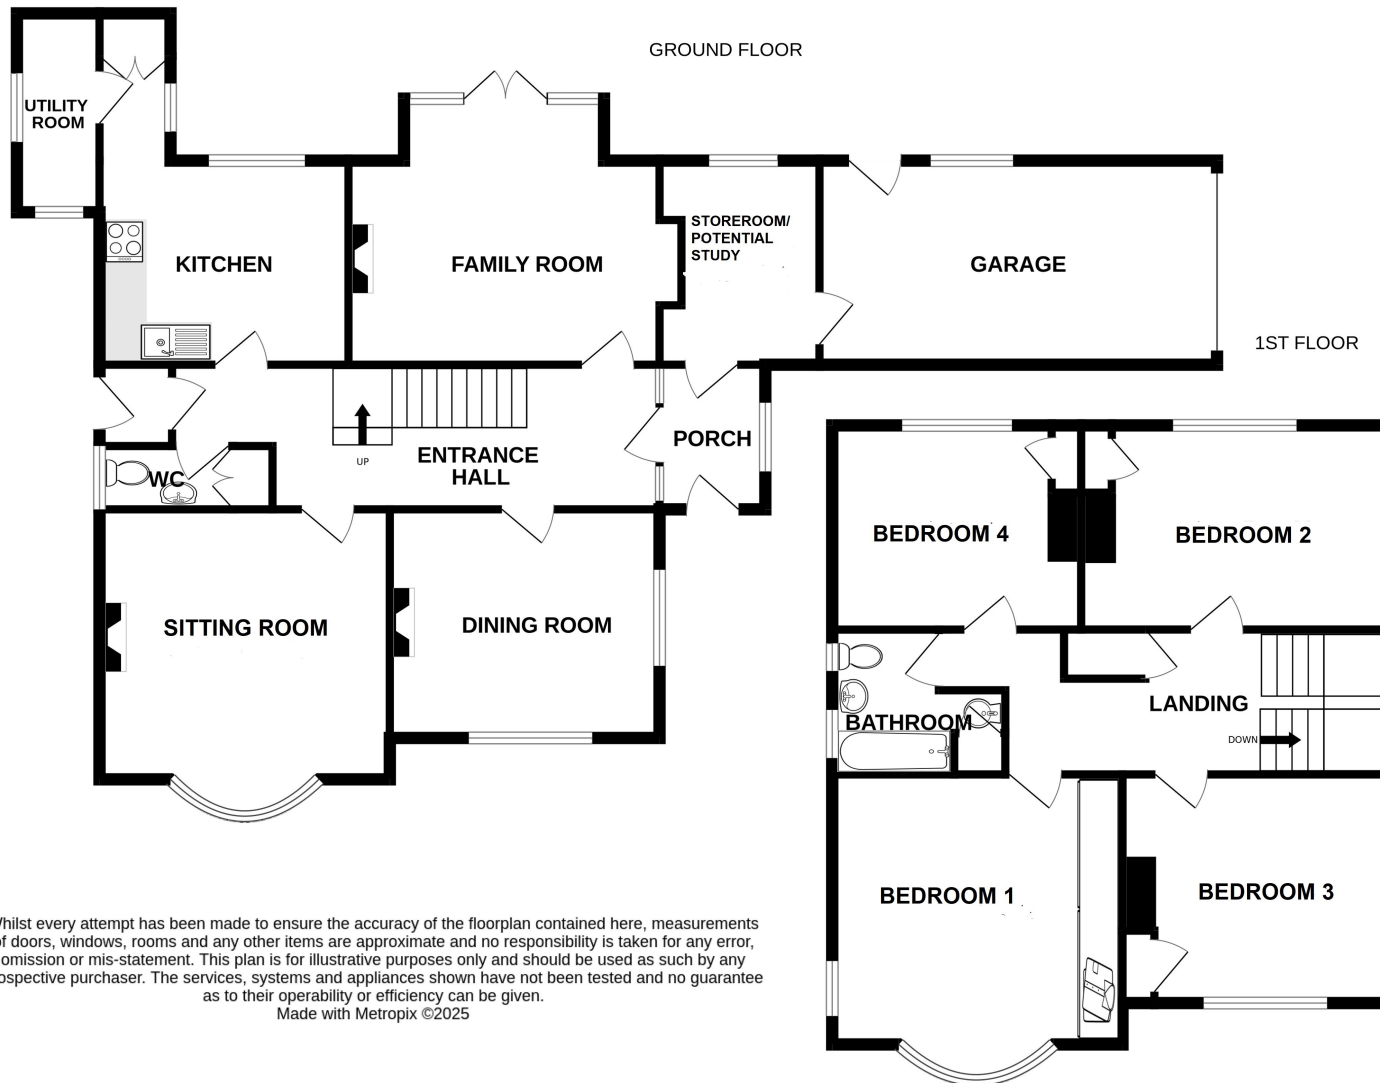 GROUND FLOOR
UTILITY
ROOM
KITCHEN
FAMILY ROOM
STOREROOM/
POTENTIAL
STUDY
GARAGE
UP
ENTRANCE
HALL
PORCH
WC
SITTING ROOM
DINING ROOM
1ST FLOOR
BEDROOM 4
BEDROOM 2
BATHROOM
LANDING
DOWN
BEDROOM 1
BEDROOM 3
hilst every attempt has been made to ensure the accuracy of the floorplan contained here, measurements
f doors, windows, rooms and any other items are approximate and no responsibility is taken for any error,
omission or mis-statement. This plan is for illustrative purposes only and should be used as such by any
ospective purchaser. The services, systems and appliances shown have not been tested and no guarantee
as to their operability or efficiency can be given.
Made with Metropix ©2025